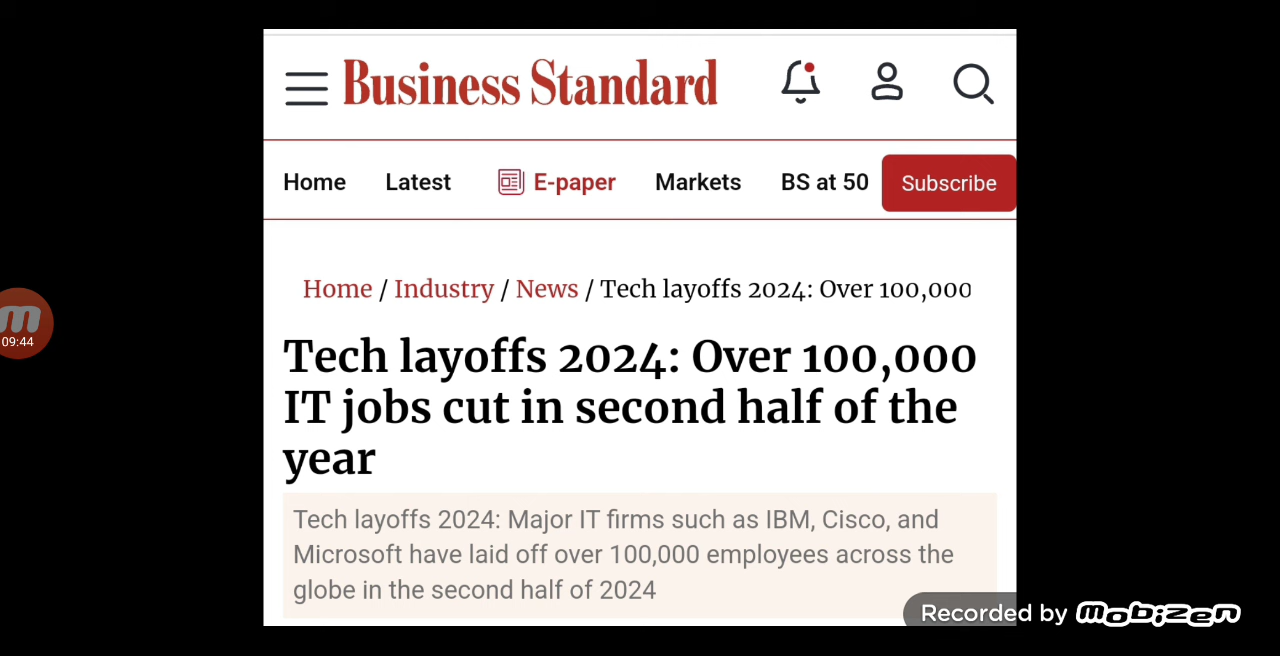 Business Standard
Home Latest E-paper Markets BS at 50 Subscribe
Home / Industry / News / Tech layoffs 2024: Over 100,000
Tech layoffs 2024: Over 100,000
IT jobs cut in second half of the
year
Tech layoffs 2024: Major IT firms such as IBM, Cisco, and
Microsoft have laid off over 100,000 employees across the
globe in the second half of 2024
m
09:44
Recorded by mobizen